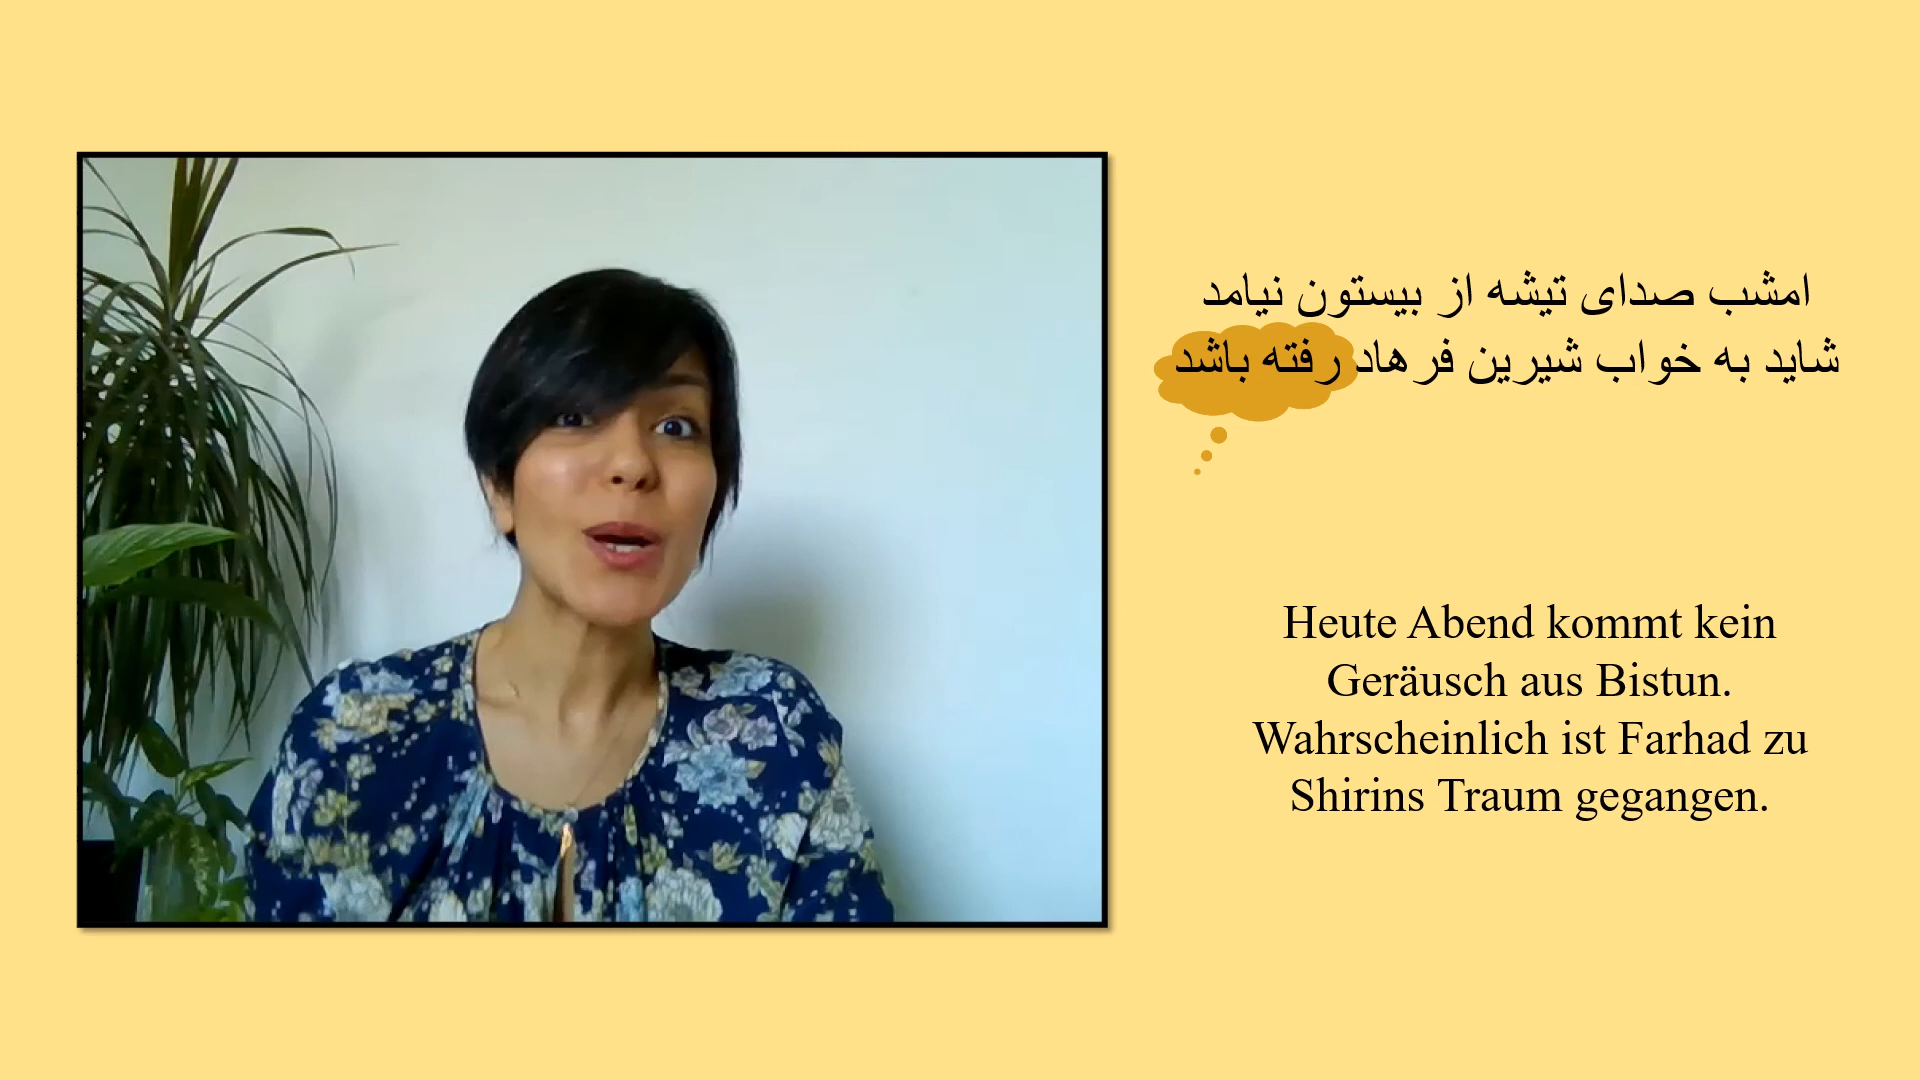 امشب صدای تیشه از بیستون نیامد
شاید به خواب شیرین فرهاد رفته باشد
Heute Abend kommt kein
Geräusch aus Bistun.
Wahrscheinlich ist Farhad zu
Shirins Traum gegangen.